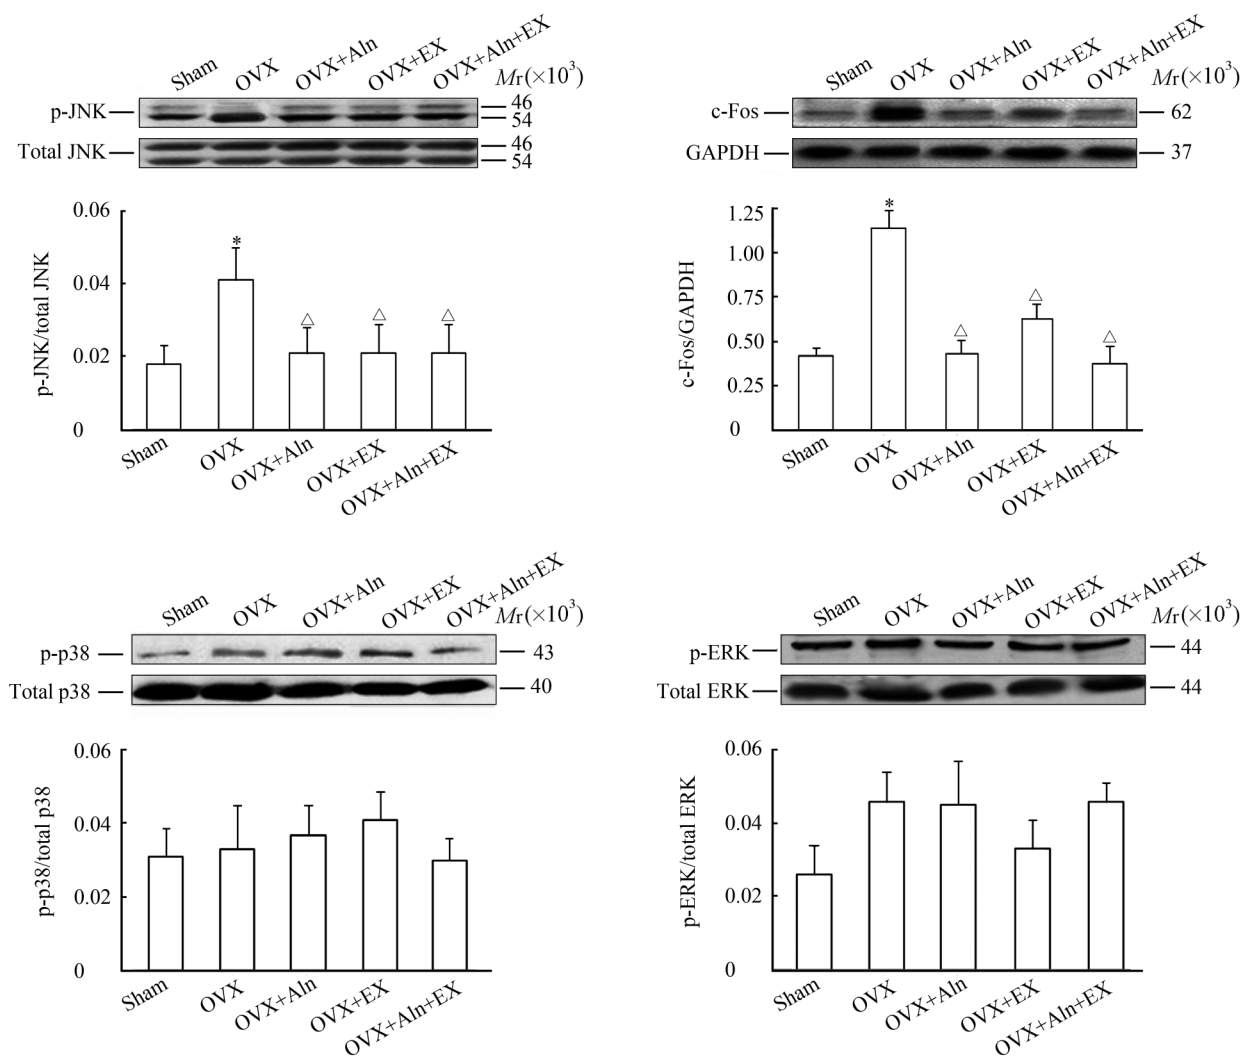 Sham OVX OVX+Aln OVX+EX OVX+Aln+EX Mr(×10³)
p-JNK 46
54
Total JNK 46
54
p-JNK/total JNK
0.06
0.04
0.02
0
*
△ △ △
Sham OVX OVX+Aln OVX+EX OVX+Aln+EX
Sham OVX OVX+Aln OVX+EX OVX+Aln+EX Mr(×10³)
c-Fos 62
GAPDH 37
c-Fos/GAPDH
1.25
1.00
0.75
0.50
0.25
0
*
△ △ △
Sham OVX OVX+Aln OVX+EX OVX+Aln+EX
Sham OVX OVX+Aln OVX+EX OVX+Aln+EX Mr(×10³)
p-p38 43
Total p38 40
p-p38/total p38
0.06
0.04
0.02
0
Sham OVX OVX+Aln OVX+EX OVX+Aln+EX
Sham OVX OVX+Aln OVX+EX OVX+Aln+EX Mr(×10³)
p-ERK 44
Total ERK 44
p-ERK/total ERK
0.06
0.04
0.02
0
Sham OVX OVX+Aln OVX+EX OVX+Aln+EX